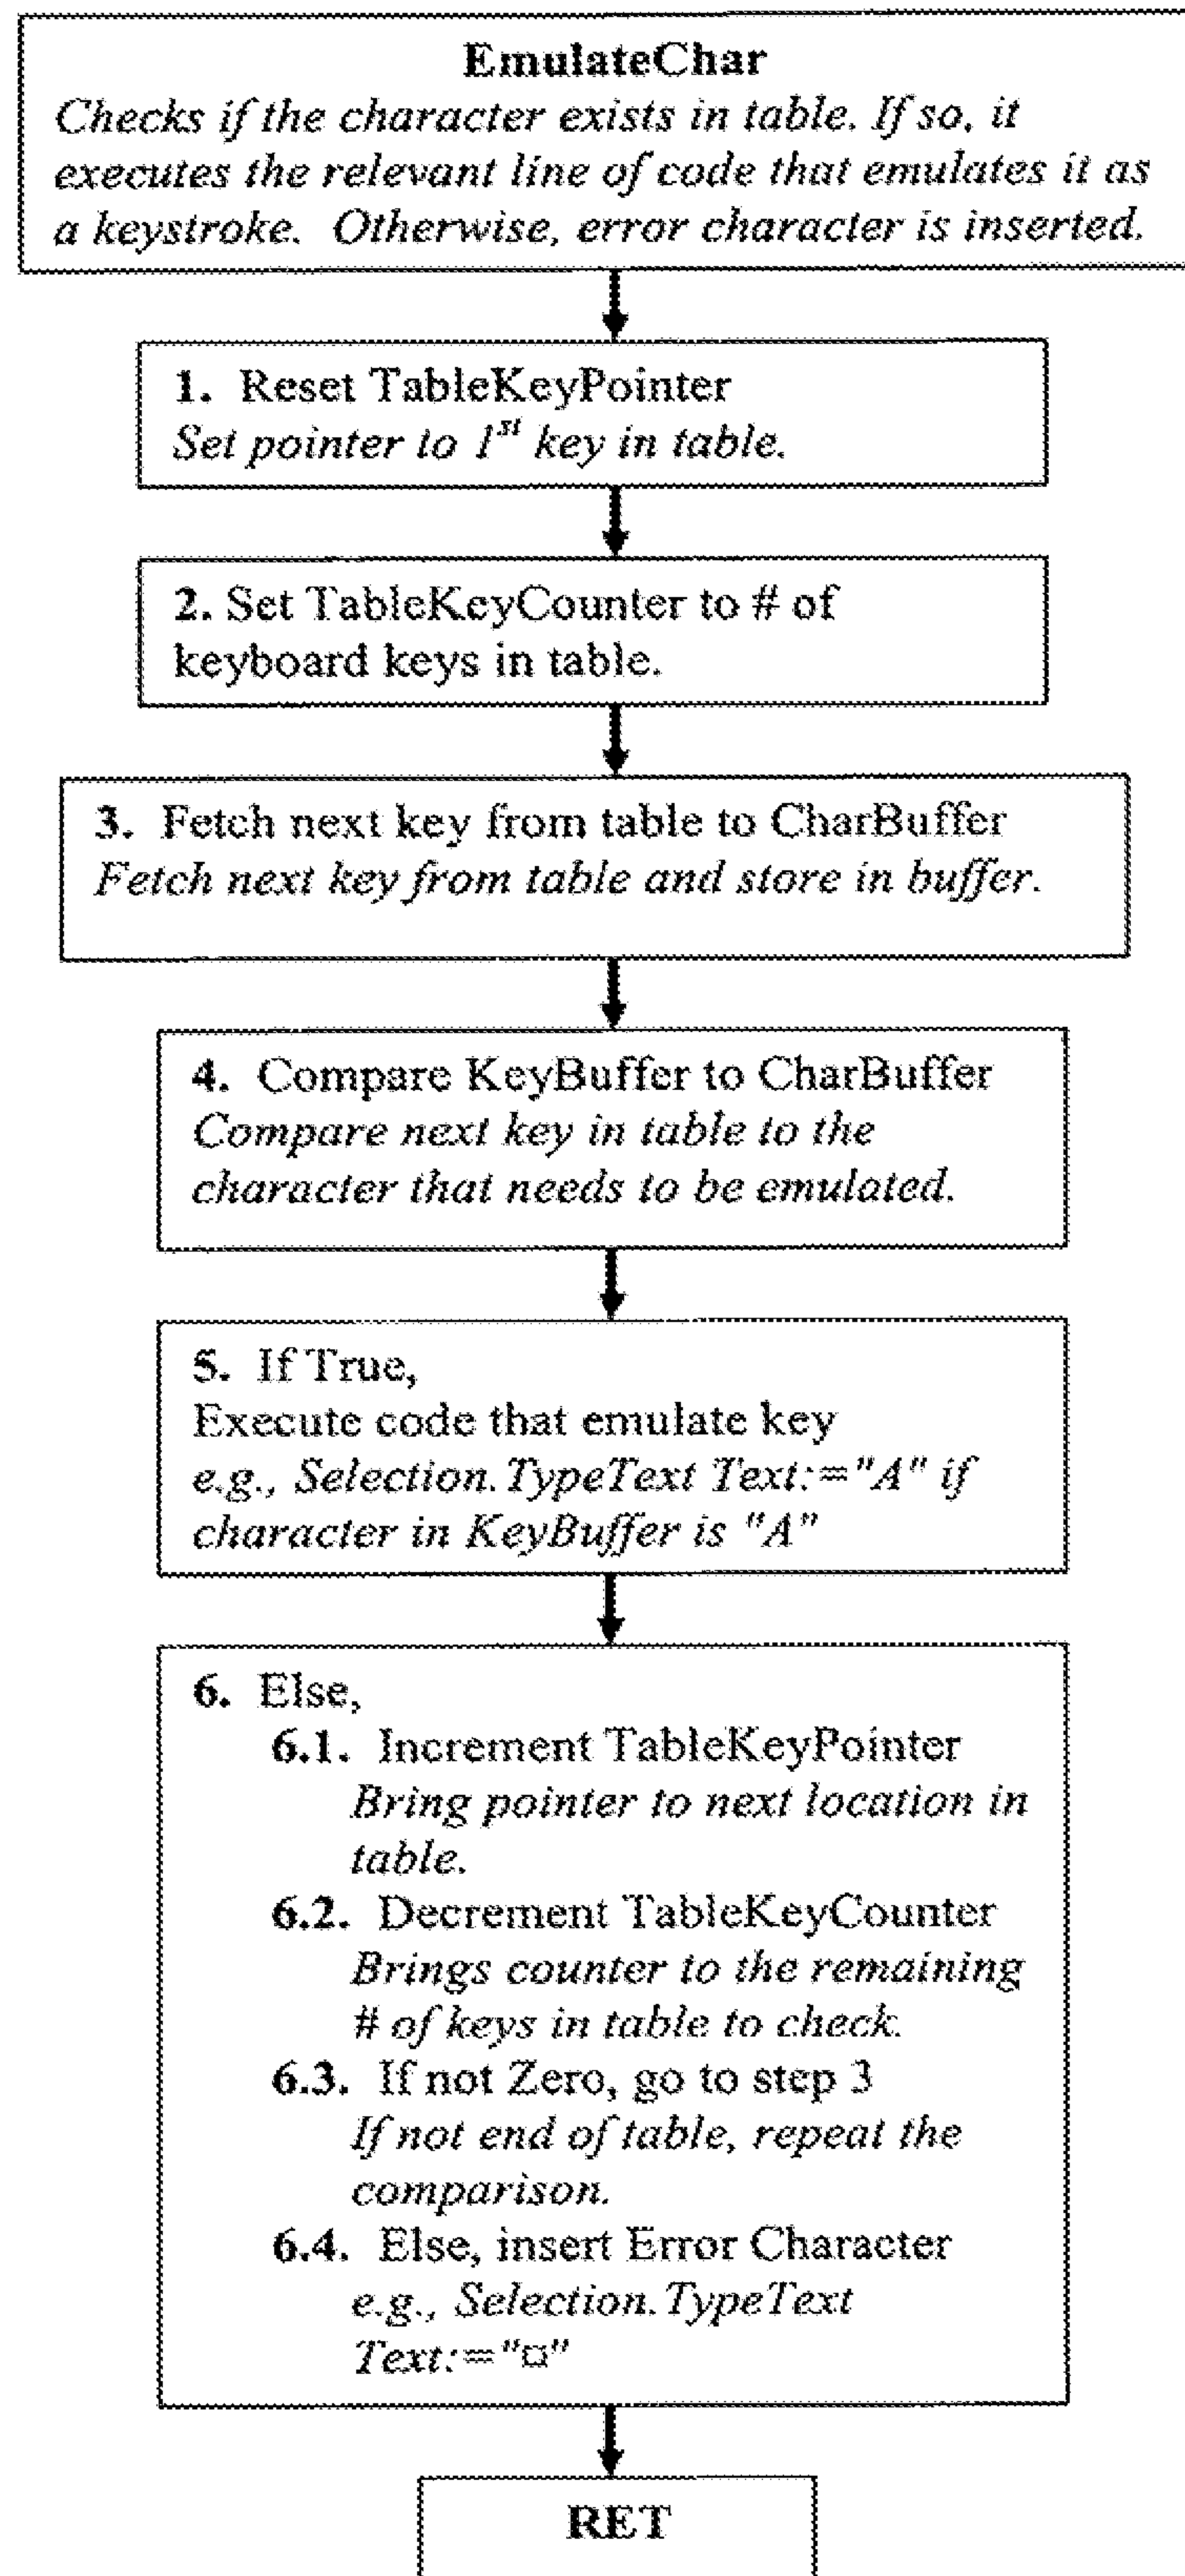 EmulateChar
Checks if the character exists in table. If so, it
executes the relevant line of code that emulates it as
a keystroke. Otherwise, error character is inserted.
1. Reset TableKeyPointer
Set pointer to 1st key in table.
2. Set TableKeyCounter to # of
keyboard keys in table.
3. Fetch next key from table to CharBuffer
Fetch next key from table and store in buffer.
4. Compare KeyBuffer to CharBuffer
Compare next key in table to the
character that needs to be emulated.
5. If True,
Execute code that emulate key
e.g., Selection.TypeText Text:="A" if
character in KeyBuffer is "A"
6. Else,
6.1. Increment TableKeyPointer
Bring pointer to next location in
table.
6.2. Decrement TableKeyCounter
Brings counter to the remaining
# of keys in table to check.
6.3. If not Zero, go to step 3
If not end of table, repeat the
comparison.
6.4. Else, insert Error Character
e.g., Selection.TypeText
Text:="¤"
RET